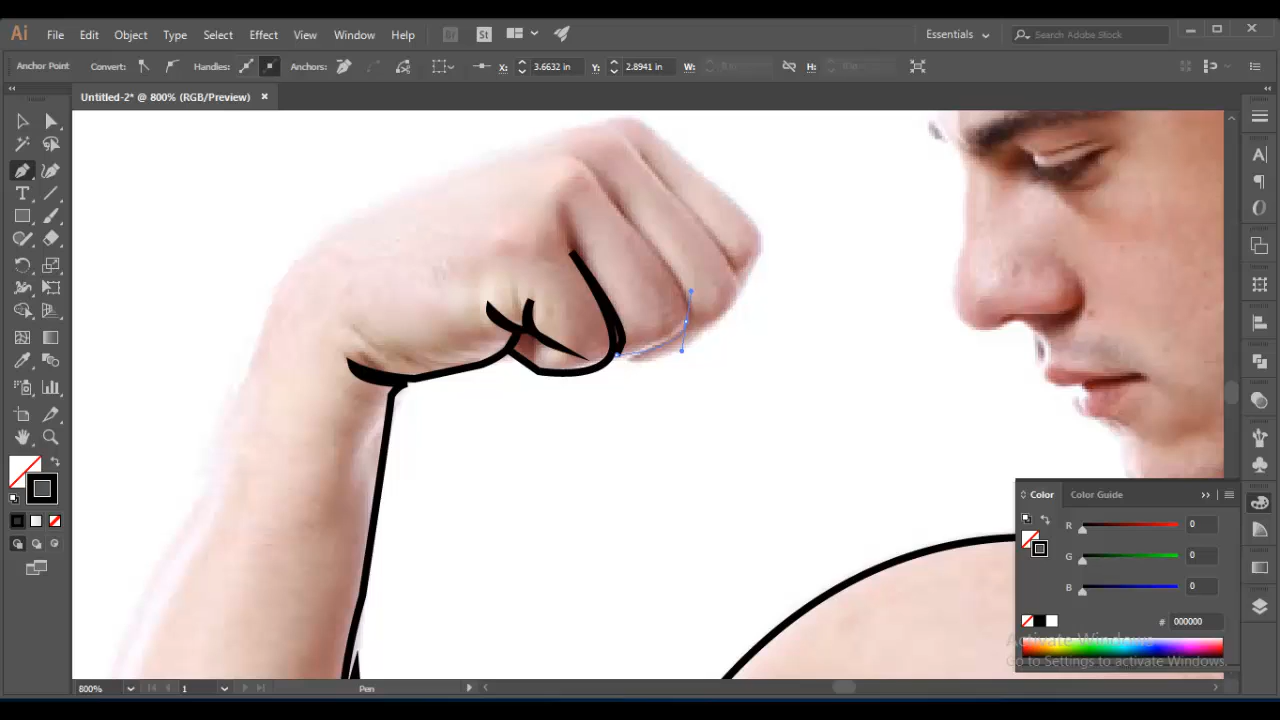 Ai File Edit Object Type Select Effect View Window Help Br St Essentials Search Adobe Stock
Anchor Point Convert: Handles: Anchors: X: 3.6632 in Y: 2.8941 in W: H:
Untitled-2* @ 800% (RGB/Preview)
Color Color Guide
R 0
G 0
B 0
# 000000
Activate Windows
Go to Settings to activate Windows.
800% 1 Pen